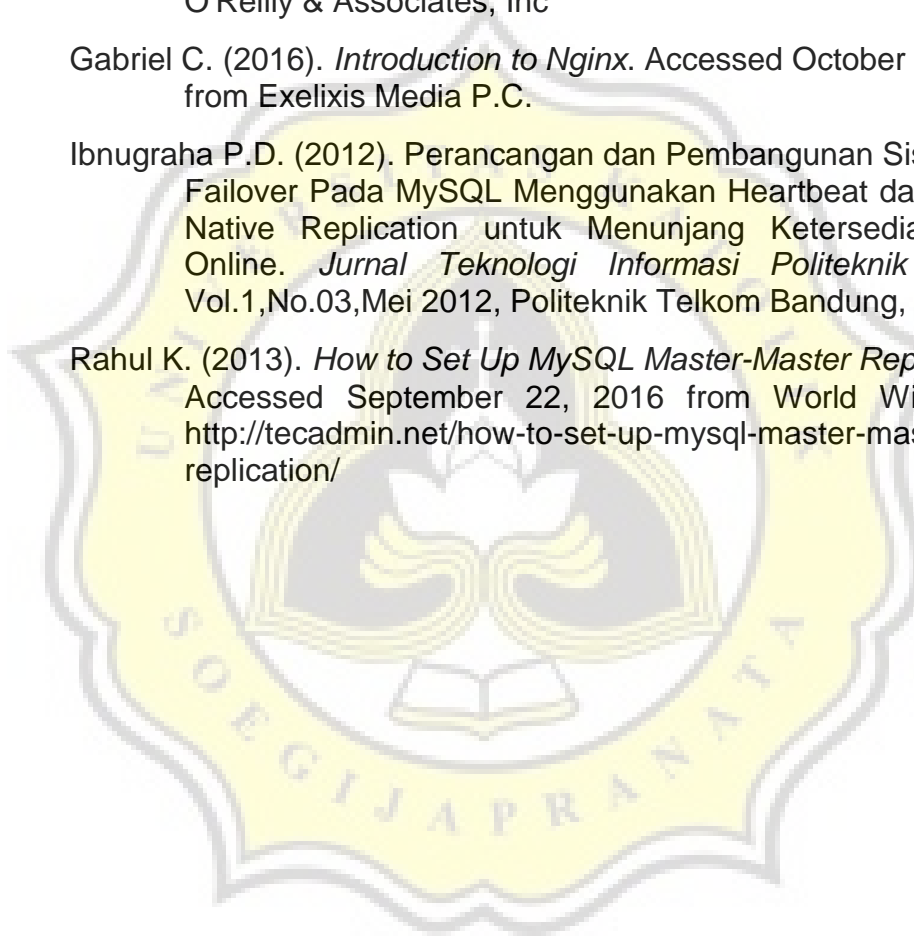 O'Reilly & Associates, Inc
Gabriel C. (2016). Introduction to Nginx. Accessed October
from Exelixis Media P.C.
Ibnugraha P.D. (2012). Perancangan dan Pembangunan Sis
Failover Pada MySQL Menggunakan Heartbeat da
Native Replication untuk Menunjang Ketersedia
Online. Jurnal Teknologi Informasi Politeknik
Vol.1,No.03,Mei 2012, Politeknik Telkom Bandung,
Rahul K. (2013). How to Set Up MySQL Master-Master Rep
Accessed September 22, 2016 from World Wi
http://tecadmin.net/how-to-set-up-mysql-master-mas
replication/
SOEGIJAPRANATA